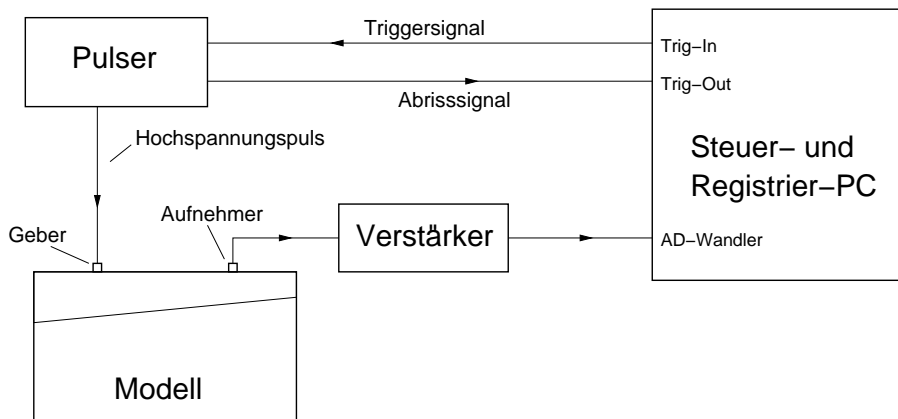 Triggersignal
Trig–In
Pulser
Trig–Out
Abrisssignal
Hochspannungspuls
Steuer– und
Registrier–PC
Aufnehmer
Geber
Verstärker
AD–Wandler
Modell